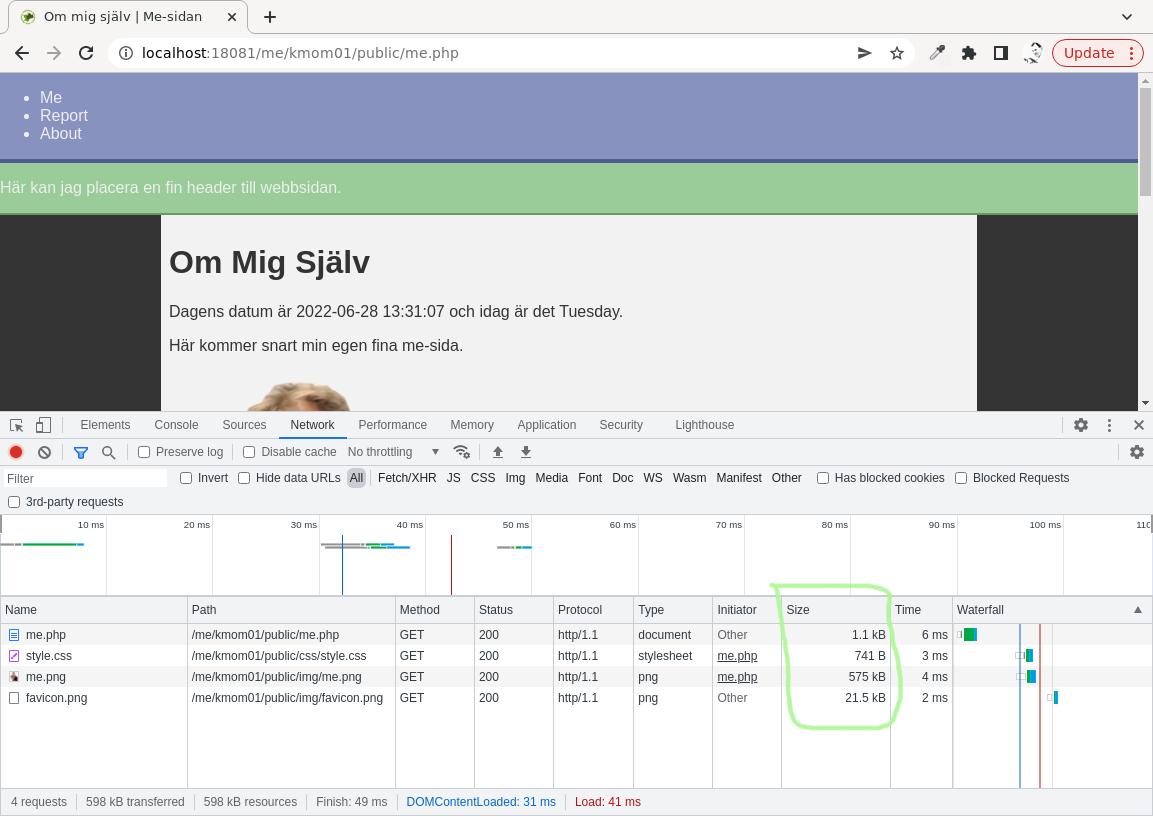 Om mig själv | Me-sidan
localhost:18081/me/kmom01/public/me.php
Update
Me
Report
About
Här kan jag placera en fin header till webbsidan.
Om Mig Själv
Dagens datum är 2022-06-28 13:31:07 och idag är det Tuesday.
Här kommer snart min egen fina me-sida.
Elements Console Sources Network Performance Memory Application Security Lighthouse
Preserve log Disable cache No throttling
Filter Invert Hide data URLs All Fetch/XHR JS CSS Img Media Font Doc WS Wasm Manifest Other Has blocked cookies Blocked Requests
3rd-party requests
10 ms 20 ms 30 ms 40 ms 50 ms 60 ms 70 ms 80 ms 90 ms 100 ms 110
Name Path Method Status Protocol Type Initiator Size Time Waterfall
me.php /me/kmom01/public/me.php GET 200 http/1.1 document Other 1.1 kB 6 ms
style.css /me/kmom01/public/css/style.css GET 200 http/1.1 stylesheet me.php 741 B 3 ms
me.png /me/kmom01/public/img/me.png GET 200 http/1.1 png me.php 575 kB 4 ms
favicon.png /me/kmom01/public/img/favicon.png GET 200 http/1.1 png Other 21.5 kB 2 ms
4 requests 598 kB transferred 598 kB resources Finish: 49 ms DOMContentLoaded: 31 ms Load: 41 ms